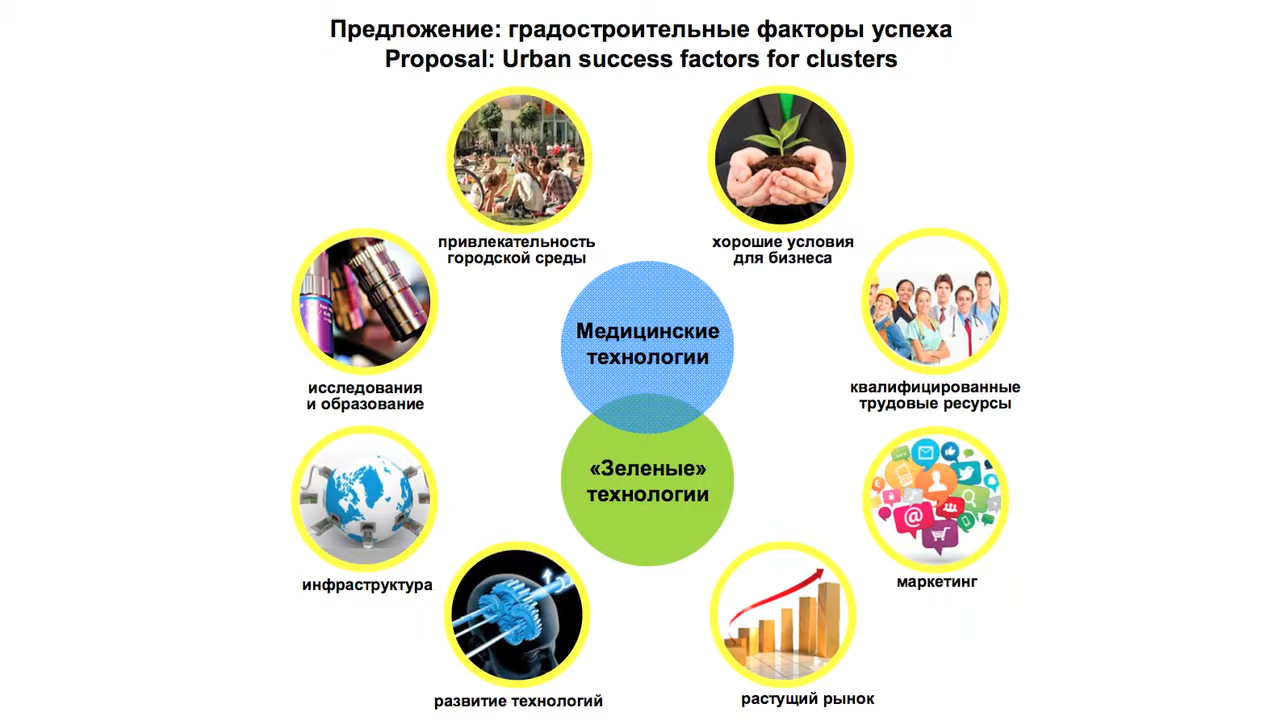 Предложение: градостроительные факторы успеха
Proposal: Urban success factors for clusters
привлекательность
городской среды
хорошие условия
для бизнеса
исследования
и образование
Медицинские
технологии
квалифицированные
трудовые ресурсы
«Зеленые»
технологии
инфраструктура
маркетинг
развитие технологий
растущий рынок